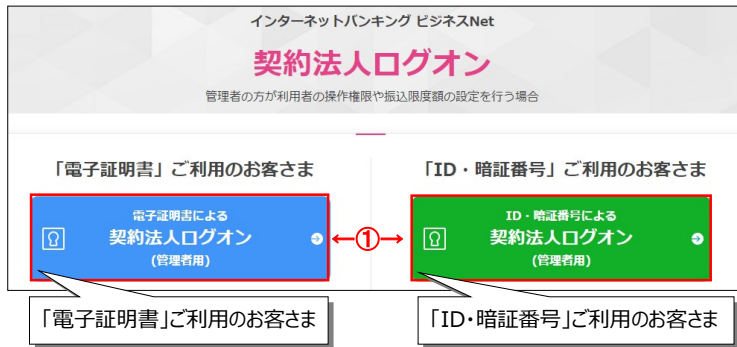 インターネットバンキング ビジネスNet
契約法人ログオン
管理者の方が利用者の操作権限や振込限度額の設定を行う場合
「電子証明書」ご利用のお客さま
「ID・暗証番号」ご利用のお客さま
電子証明書による
契約法人ログオン
(管理者用)
①
ID・暗証番号による
契約法人ログオン
(管理者用)
「電子証明書」ご利用のお客さま
「ID・暗証番号」ご利用のお客さま